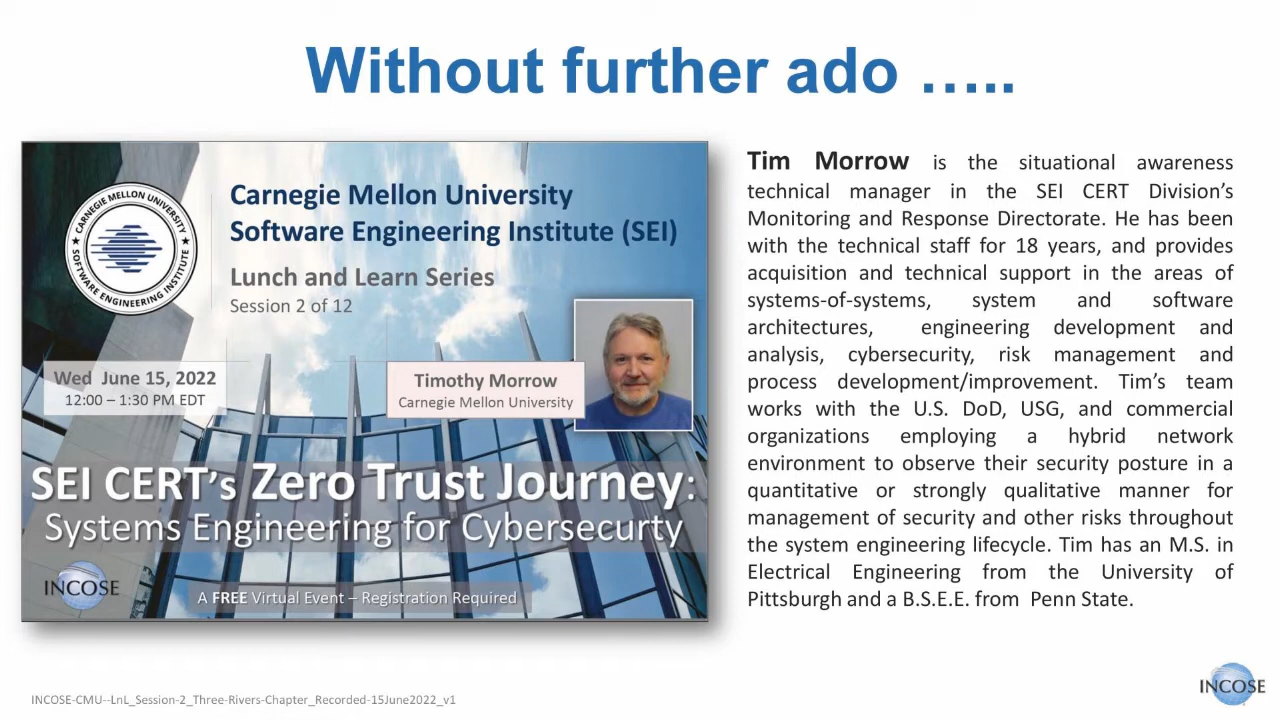 Without further ado …..
CARNEGIE MELLON UNIVERSITY
SOFTWARE ENGINEERING INSTITUTE
Carnegie Mellon University
Software Engineering Institute (SEI)
Lunch and Learn Series
Session 2 of 12
Wed June 15, 2022
12:00 – 1:30 PM EDT
Timothy Morrow
Carnegie Mellon University
SEI CERT’s Zero Trust Journey:
Systems Engineering for Cybersecurty
INCOSE
A FREE Virtual Event – Registration Required
Tim Morrow is the situational awareness
technical manager in the SEI CERT Division’s
Monitoring and Response Directorate. He has been
with the technical staff for 18 years, and provides
acquisition and technical support in the areas of
systems-of-systems, system and software
architectures, engineering development and
analysis, cybersecurity, risk management and
process development/improvement. Tim’s team
works with the U.S. DoD, USG, and commercial
organizations employing a hybrid network
environment to observe their security posture in a
quantitative or strongly qualitative manner for
management of security and other risks throughout
the system engineering lifecycle. Tim has an M.S. in
Electrical Engineering from the University of
Pittsburgh and a B.S.E.E. from Penn State.
INCOSE-CMU--LnL_Session-2_Three-Rivers-Chapter_Recorded-15June2022_v1
INCOSE